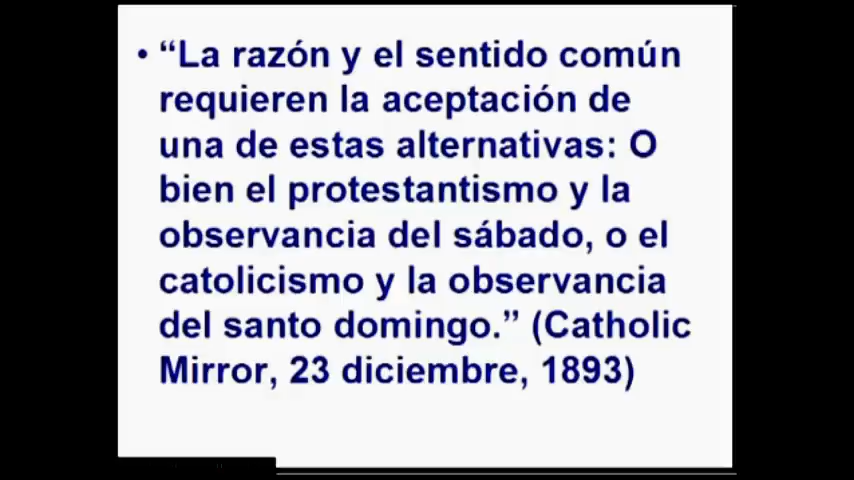 • “La razón y el sentido común
requieren la aceptación de
una de estas alternativas: O
bien el protestantismo y la
observancia del sábado, o el
catolicismo y la observancia
del santo domingo.” (Catholic
Mirror, 23 diciembre, 1893)